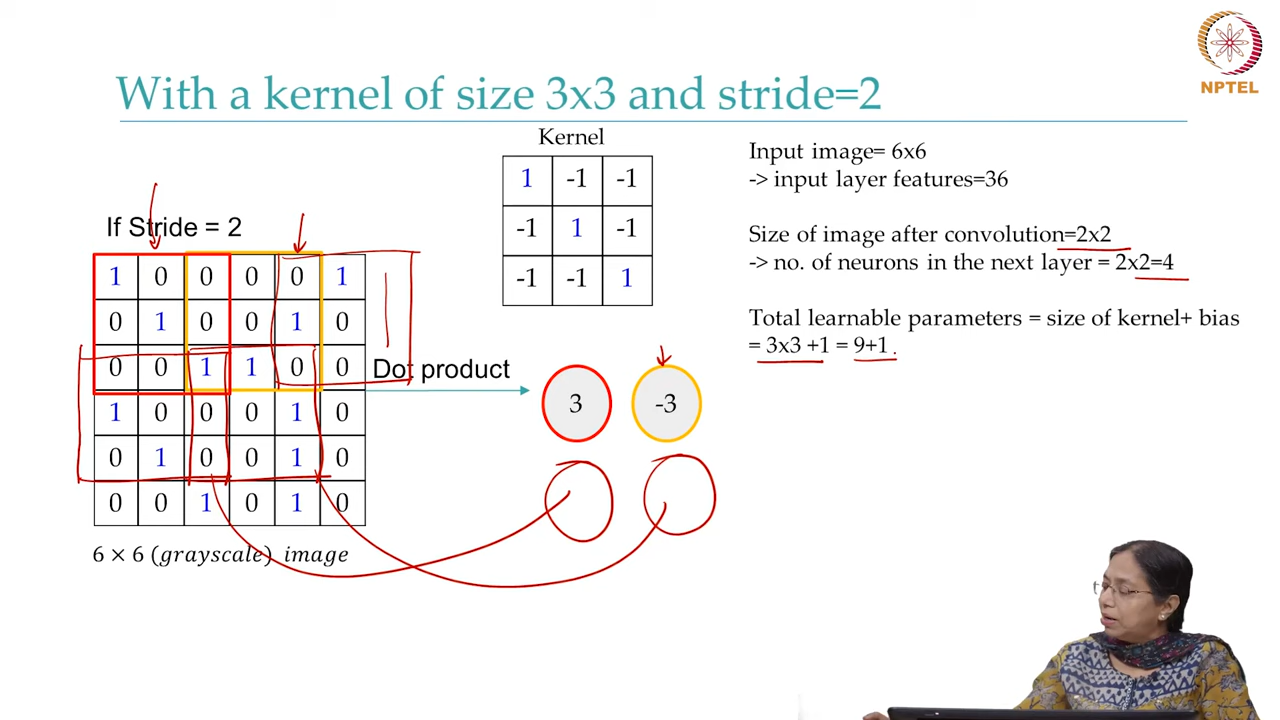 NPTEL
With a kernel of size 3x3 and stride=2
Kernel
1 -1 -1
-1 1 -1
-1 -1 1
If Stride = 2
1 0 0 0 0 1
0 1 0 0 1 0
0 0 1 1 0 0
1 0 0 0 1 0
0 1 0 0 1 0
0 0 1 0 1 0
6 × 6 (grayscale) image
Dot product
3 -3
Input image= 6x6
-> input layer features=36
Size of image after convolution=2x2
-> no. of neurons in the next layer = 2x2=4
Total learnable parameters = size of kernel+ bias
= 3x3 +1 = 9+1